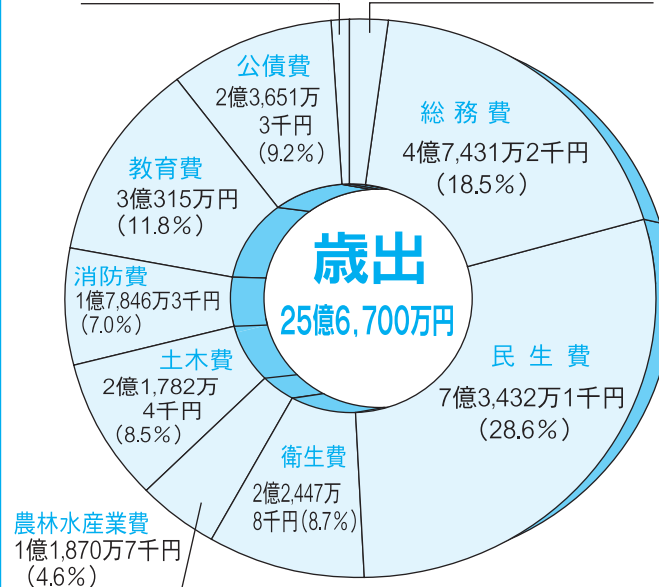 歳出
25億6,700万円
総務費
4億7,431万2千円
(18.5%)
民生費
7億3,432万1千円
(28.6%)
衛生費
2億2,447万
8千円(8.7%)
農林水産業費
1億1,870万7千円
(4.6%)
土木費
2億1,782万
4千円
(8.5%)
消防費
1億7,846万3千円
(7.0%)
教育費
3億315万円
(11.8%)
公債費
2億3,651万
3千円
(9.2%)